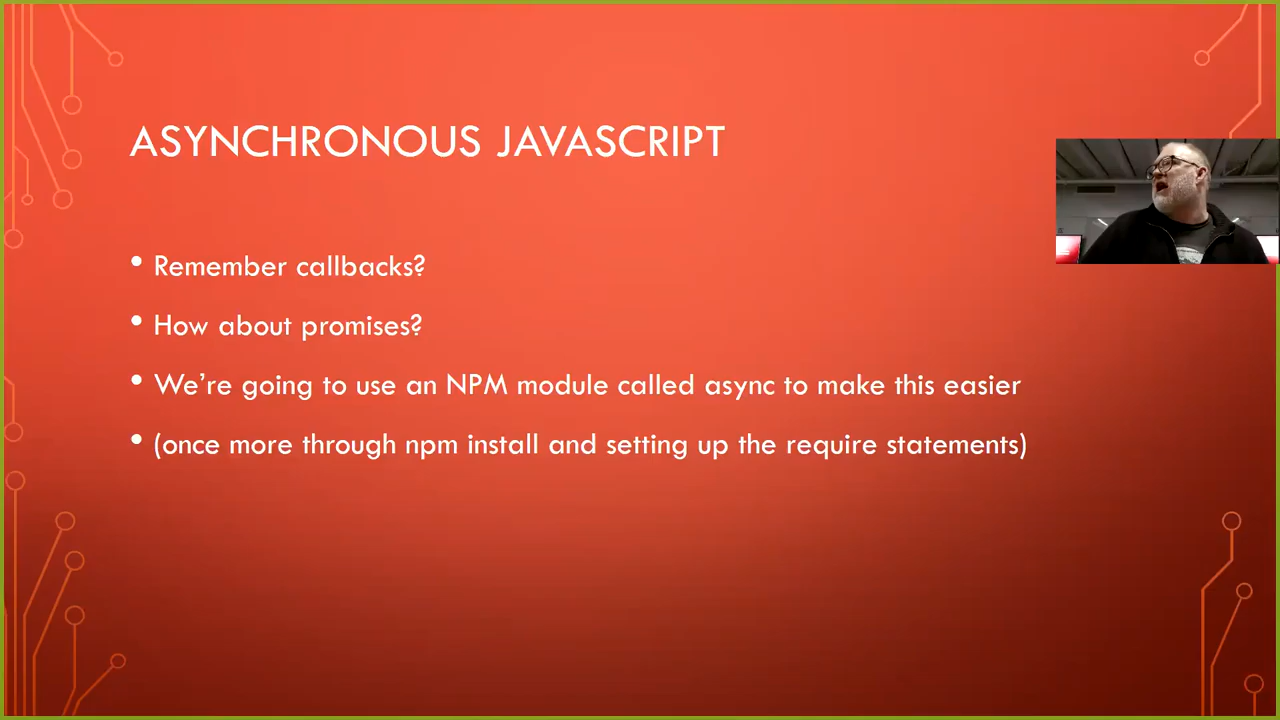 ASYNCHRONOUS JAVASCRIPT
• Remember callbacks?
• How about promises?
• We’re going to use an NPM module called async to make this easier
• (once more through npm install and setting up the require statements)